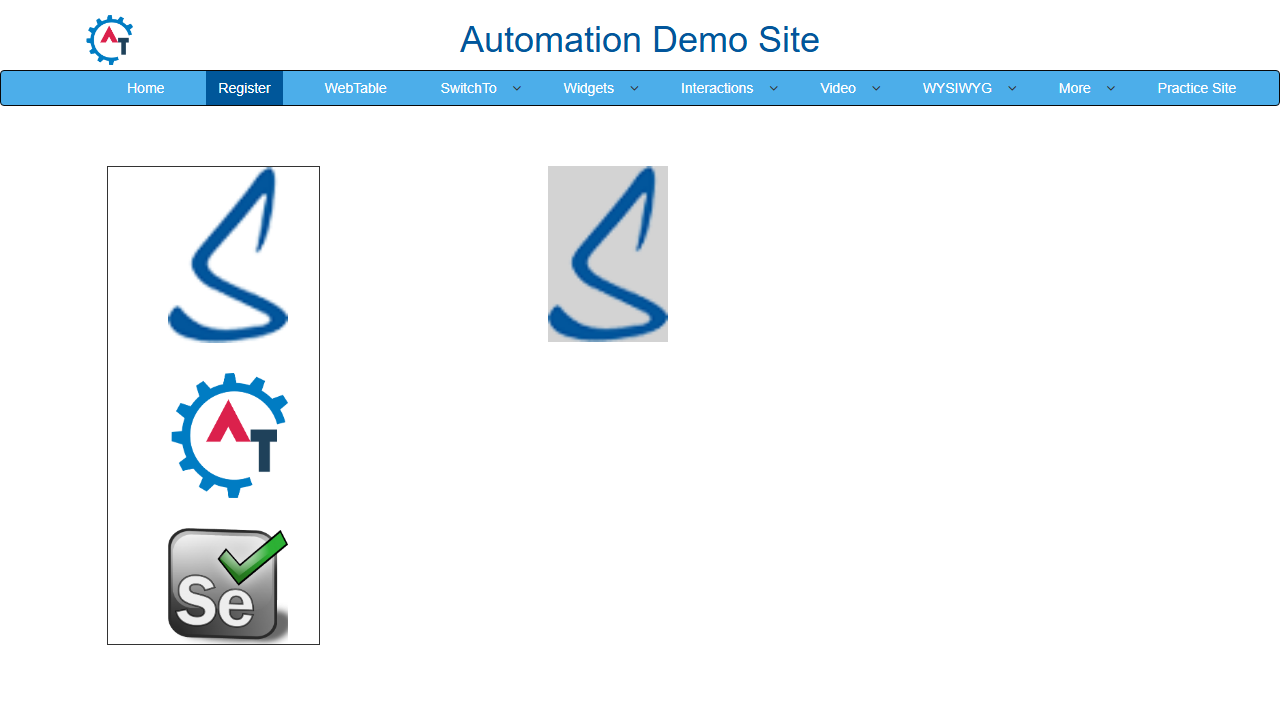 AT
Automation Demo Site
Home Register WebTable SwitchTo Widgets Interactions Video WYSIWYG More Practice Site
AT
Se